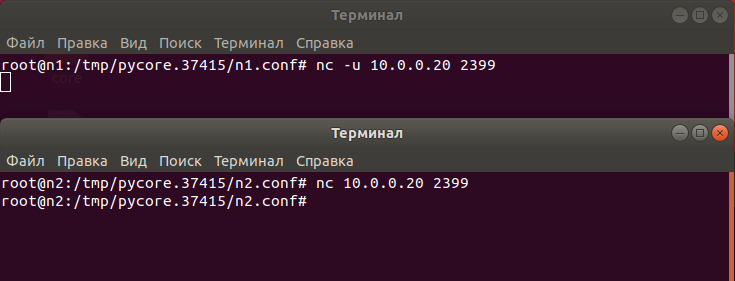 Терминал
Файл Правка Вид Поиск Терминал Справка
root@n1:/tmp/pycore.37415/n1.conf# nc -u 10.0.0.20 2399
core
Терминал
Файл Правка Вид Поиск Терминал Справка
root@n2:/tmp/pycore.37415/n2.conf# nc 10.0.0.20 2399
root@n2:/tmp/pycore.37415/n2.conf#